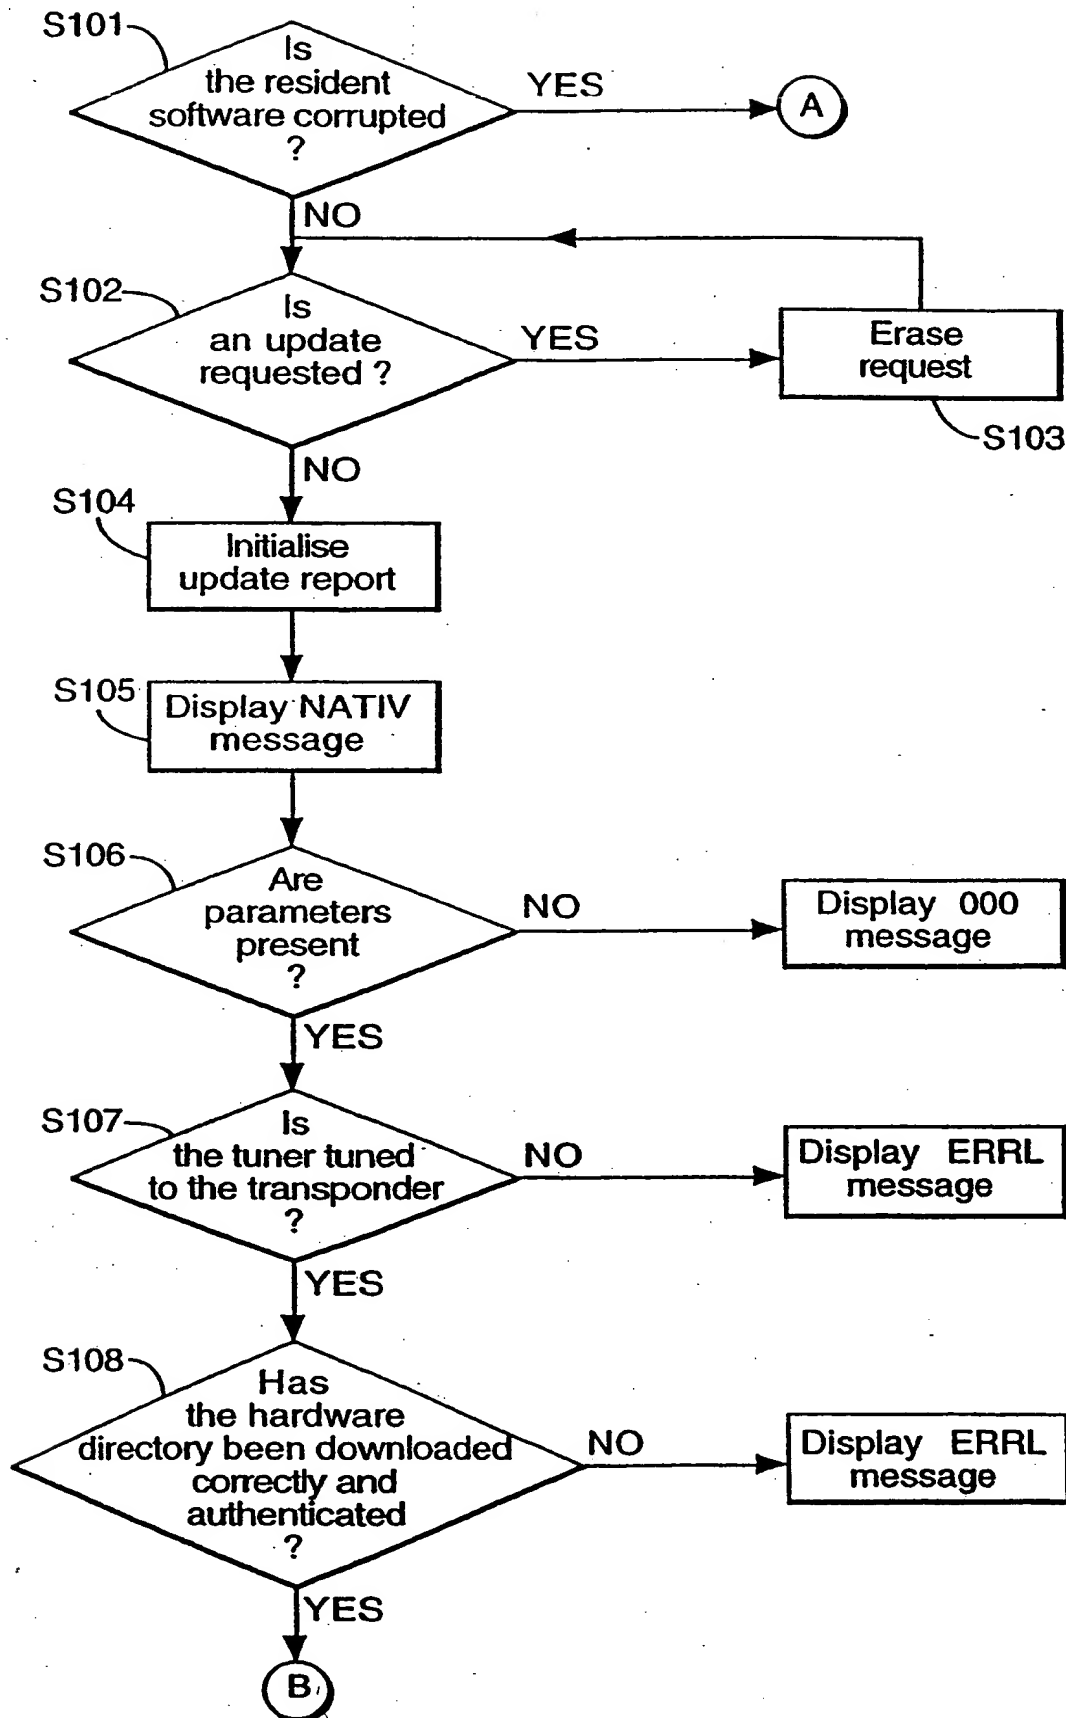 S101
Is
the resident
software corrupted
?
YES
A
NO
S102
Is
an update
requested ?
YES
Erase
request
S103
NO
S104
Initialise
update report
S105
Display NATIV
message
S106
Are
parameters
present
?
NO
Display 000
message
YES
S107
Is
the tuner tuned
to the transponder
?
NO
Display ERRL
message
YES
S108
Has
the hardware
directory been downloaded
correctly and
authenticated
?
NO
Display ERRL
message
YES
B